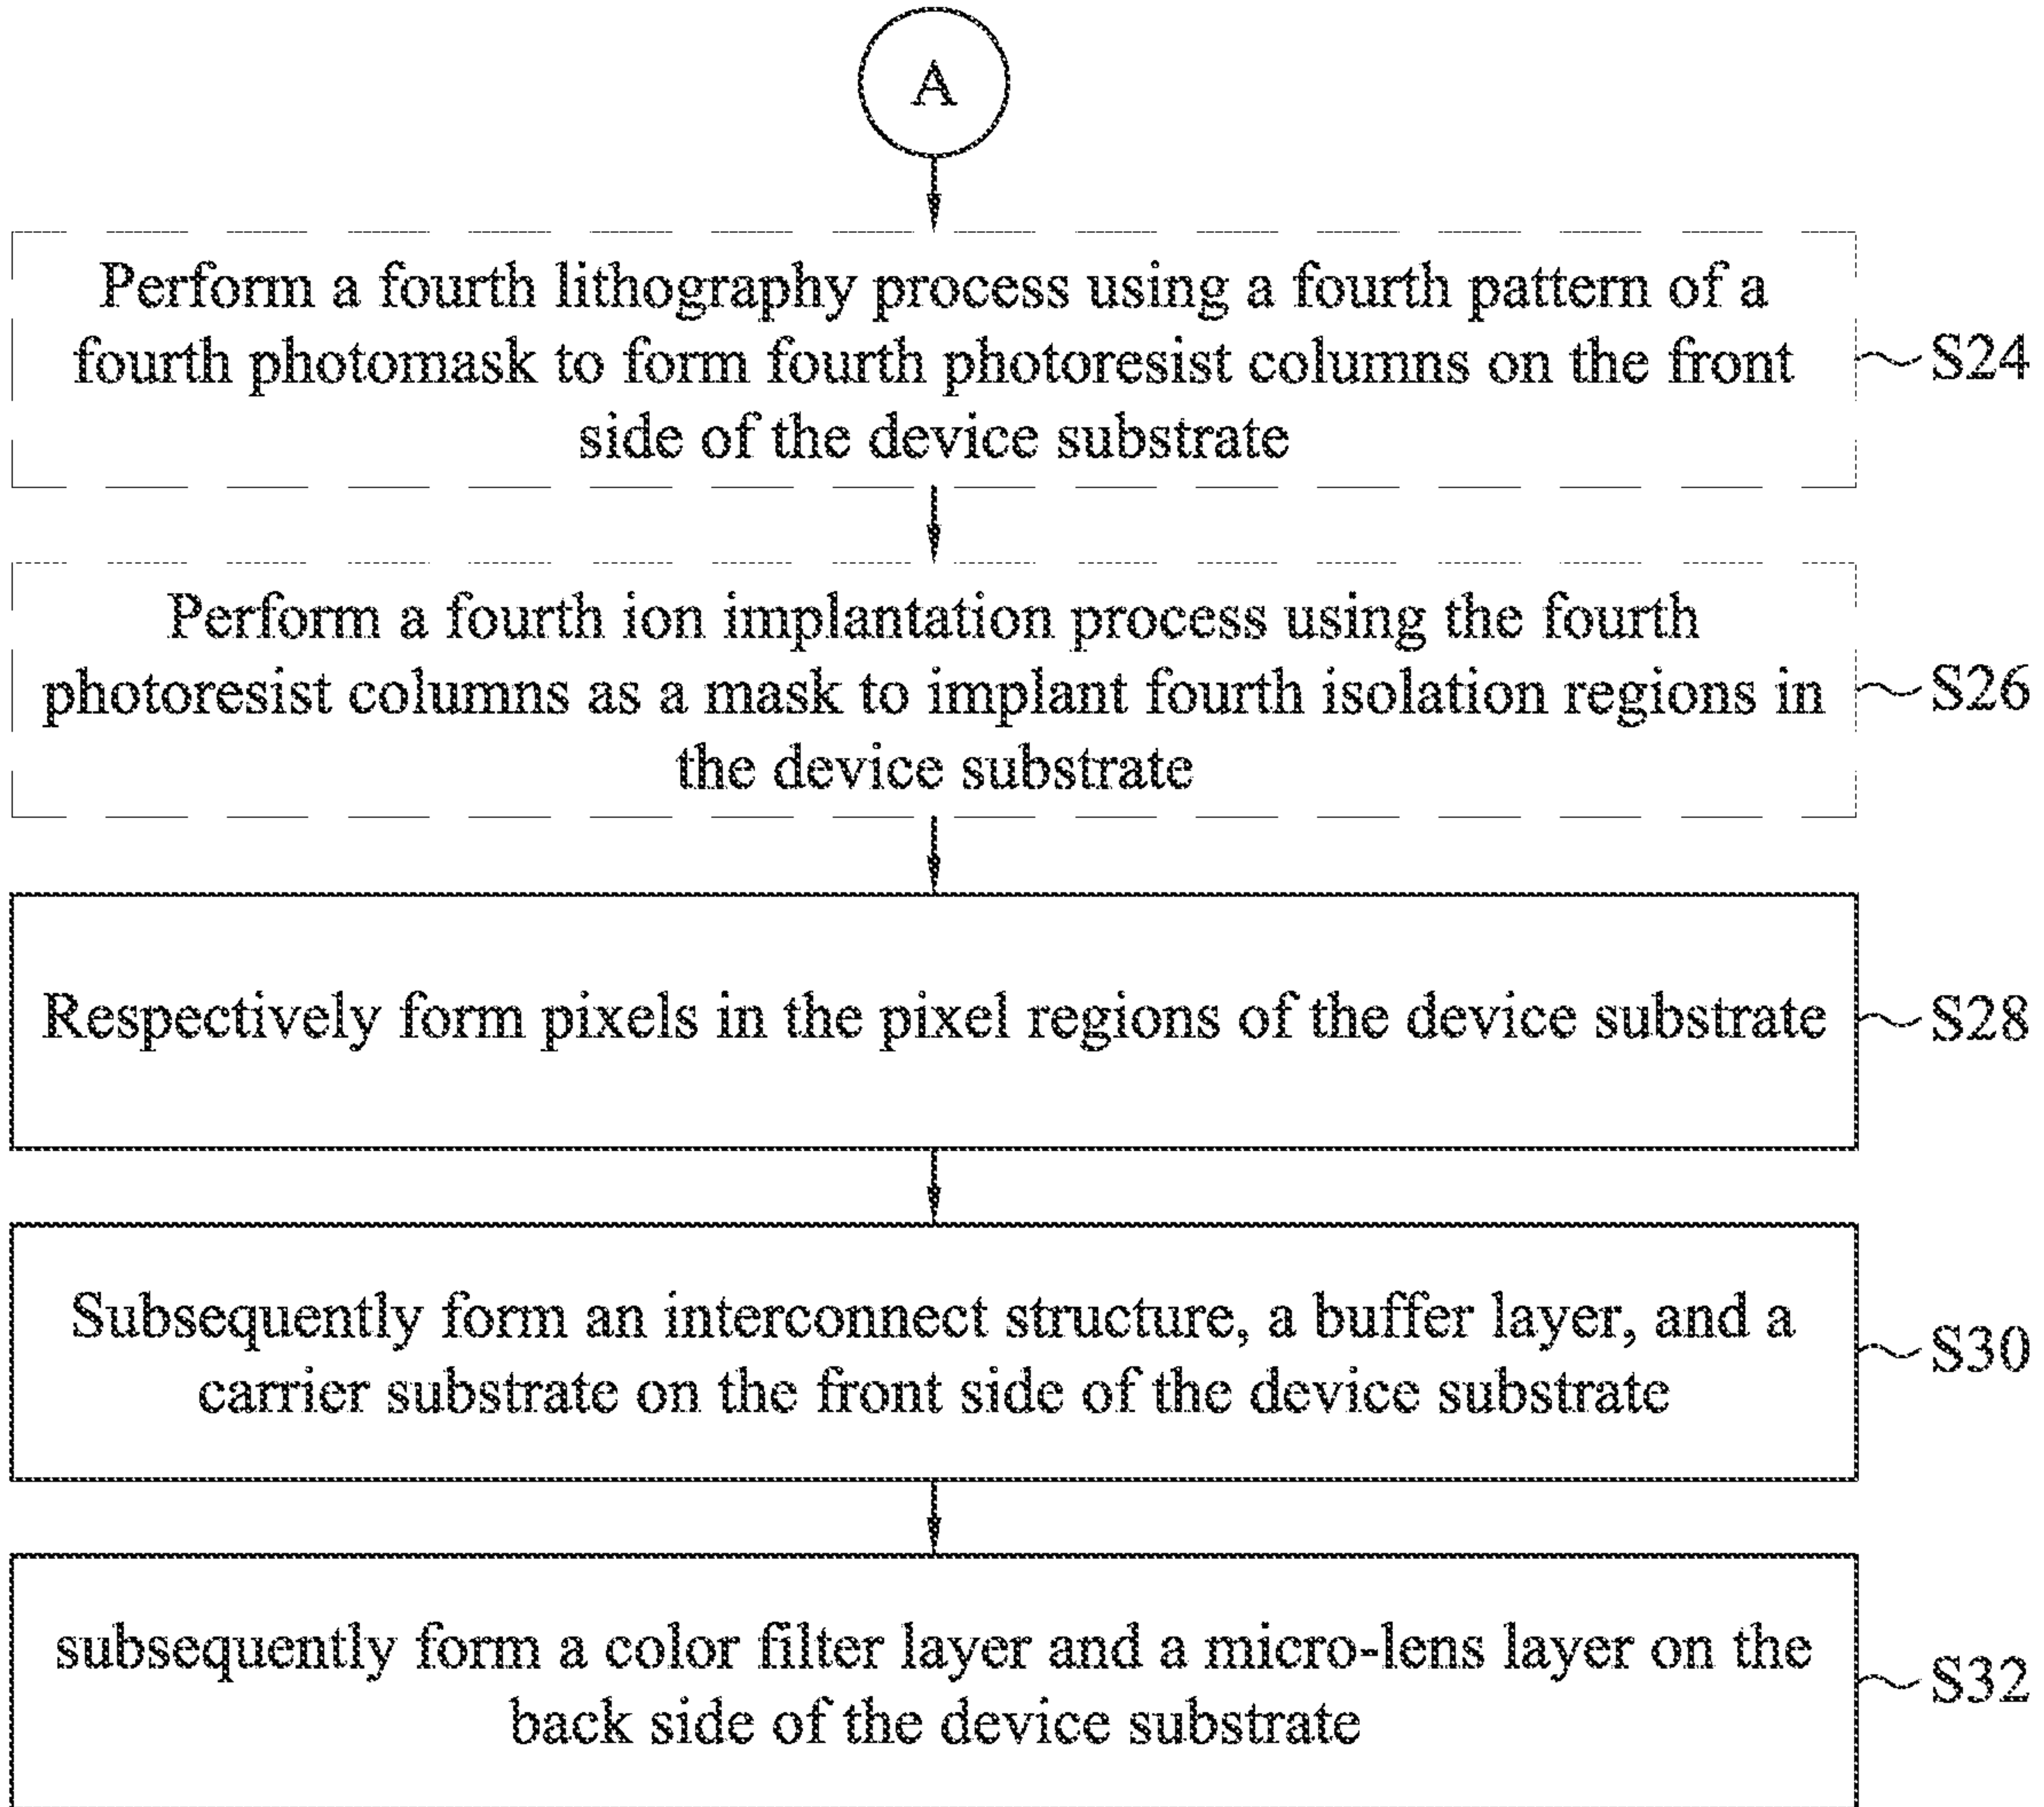 A
Perform a fourth lithography process using a fourth pattern of a
fourth photomask to form fourth photoresist columns on the front
side of the device substrate
S24
Perform a fourth ion implantation process using the fourth
photoresist columns as a mask to implant fourth isolation regions in
the device substrate
S26
Respectively form pixels in the pixel regions of the device substrate
S28
Subsequently form an interconnect structure, a buffer layer, and a
carrier substrate on the front side of the device substrate
S30
subsequently form a color filter layer and a micro-lens layer on the
back side of the device substrate
S32